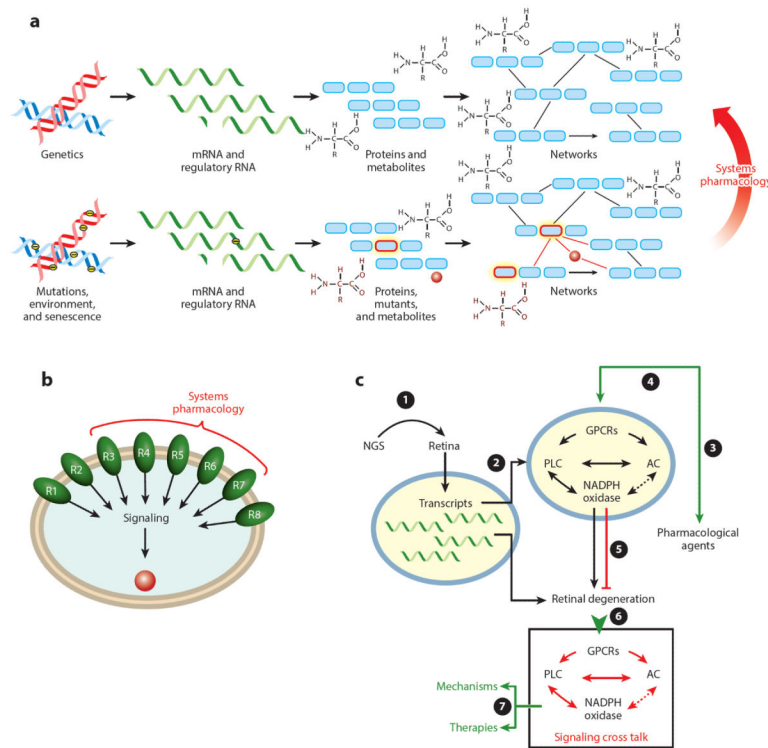 a
Genetics
mRNA and
regulatory RNA
Proteins and
metabolites
Networks
H
H
N
C
H
R
C
O
O
H
H
H
N
C
H
R
C
O
O
H
H
H
N
C
H
R
C
O
O
H
H
H
N
C
H
R
C
O
O
H
H
H
N
C
H
R
C
O
O
H
Systems
pharmacology
Mutations,
environment,
and senescence
mRNA and
regulatory RNA
Proteins,
mutants,
and metabolites
Networks
H
H
N
C
H
R
C
O
O
H
H
H
N
C
H
R
C
O
O
H
H
H
N
C
H
R
C
O
O
H
H
H
N
C
H
R
C
O
O
H
H
H
N
C
H
R
C
O
O
H
b
Systems
pharmacology
R1
R2
R3
R4
R5
R6
R7
R8
Signaling
c
1
NGS
Retina
2
Transcripts
GPCRs
PLC
AC
NADPH
oxidase
4
3
Pharmacological
agents
5
Retinal degeneration
6
GPCRs
PLC
AC
NADPH
oxidase
Signaling cross talk
Mechanisms
7
Therapies